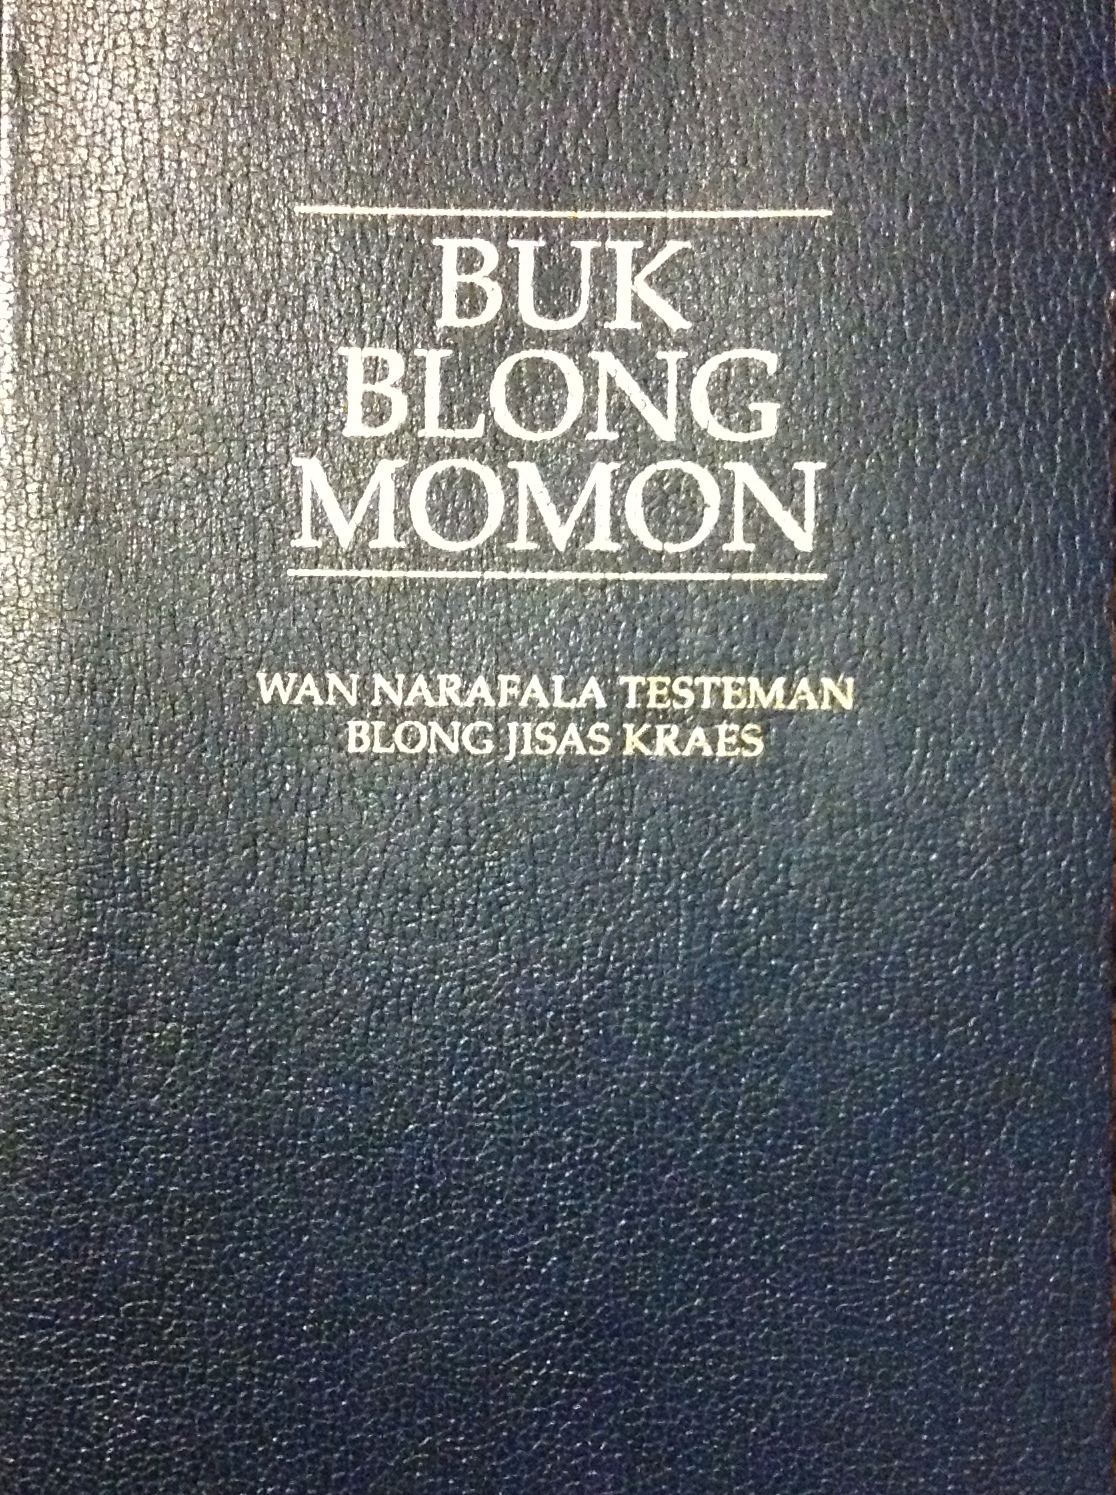 BUK
BLONG
MOMON
WAN NARAFALA TESTEMAN
BLONG JISAS KRAES